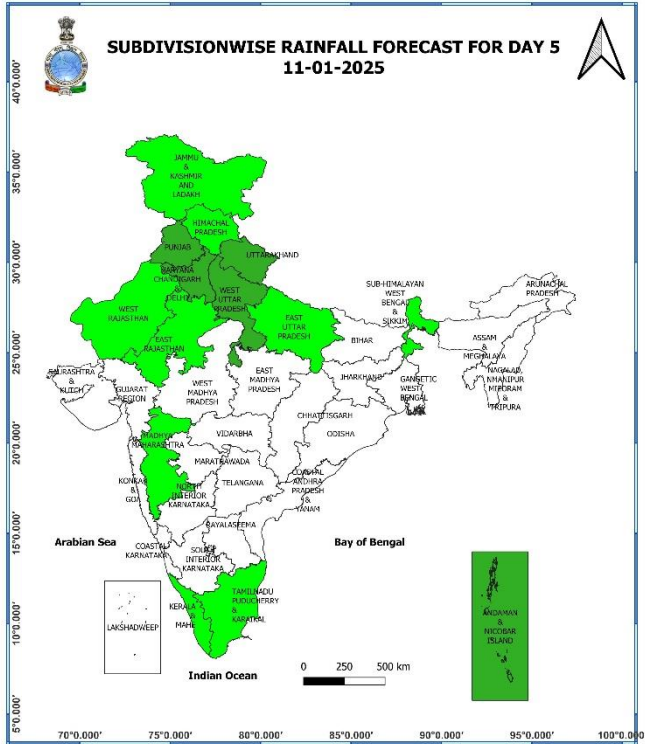 SUBDIVISIONWISE RAINFALL FORECAST FOR DAY 5
11-01-2025
40°0.000'
35°0.000'
30°0.000'
25°0.000'
20°0.000'
15°0.000'
10°0.000'
5°0.000'
JAMMU
&
KASHMIR
AND
LADAKH
HIMACHAL
PRADESH
PUNJAB
UTTARAKHAND
CHANDIGARH
&
DELHI
WEST
UTTAR
PRADESH
WEST
RAJASTHAN
EAST
RAJASTHAN
EAST
UTTAR
PRADESH
SUB-HIMALAYAN
WEST
BENGAL
&
SIKKIM
ARUNACHAL
PRADESH
BIHAR
ASSAM
&
MEGHALAYA
NAGALAD,
NMANIPUR
MIZORAM
&
TRIPURA
SAURASHTRA
&
KUTCH
GUJARAT
REGION
WEST
MADHYA
PRADESH
EAST
MADHYA
PRADESH
JHARKHAND
GANGETIC
WEST
BENGAL
CHHATTISGARH
ODISHA
MADHYA
MAHARASHTRA
VIDARBHA
MARATHWADA
TELANGANA
KONKAN
&
GOA
NORTH
INTERIOR
KARNATAKA
COASTAL
ANDHRA
PRADESH
&
YANAM
RAYALASEEMA
COASTAL
KARNATAKA
SOUTH
INTERIOR
KARNATAKA
Arabian Sea
Bay of Bengal
TAMILNADU
PUDUCHERRY
&
KARAIKAL
KERALA
&
MAHE
LAKSHADWEEP
ANDAMAN
&
NICOBAR
ISLAND
Indian Ocean
0 250 500 km
70°0.000' 75°0.000' 80°0.000' 85°0.000' 90°0.000' 95°0.000' 100°0.000'